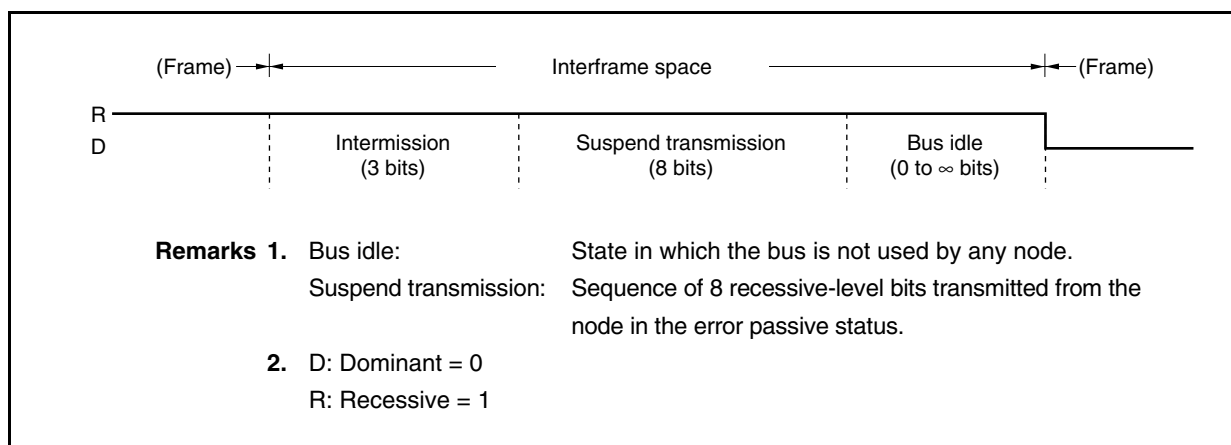 (Frame) Interframe space (Frame)
R
D
Intermission Suspend transmission Bus idle
(3 bits) (8 bits) (0 to ∞ bits)
Remarks 1. Bus idle: State in which the bus is not used by any node.
Suspend transmission: Sequence of 8 recessive-level bits transmitted from the
node in the error passive status.
2. D: Dominant = 0
R: Recessive = 1